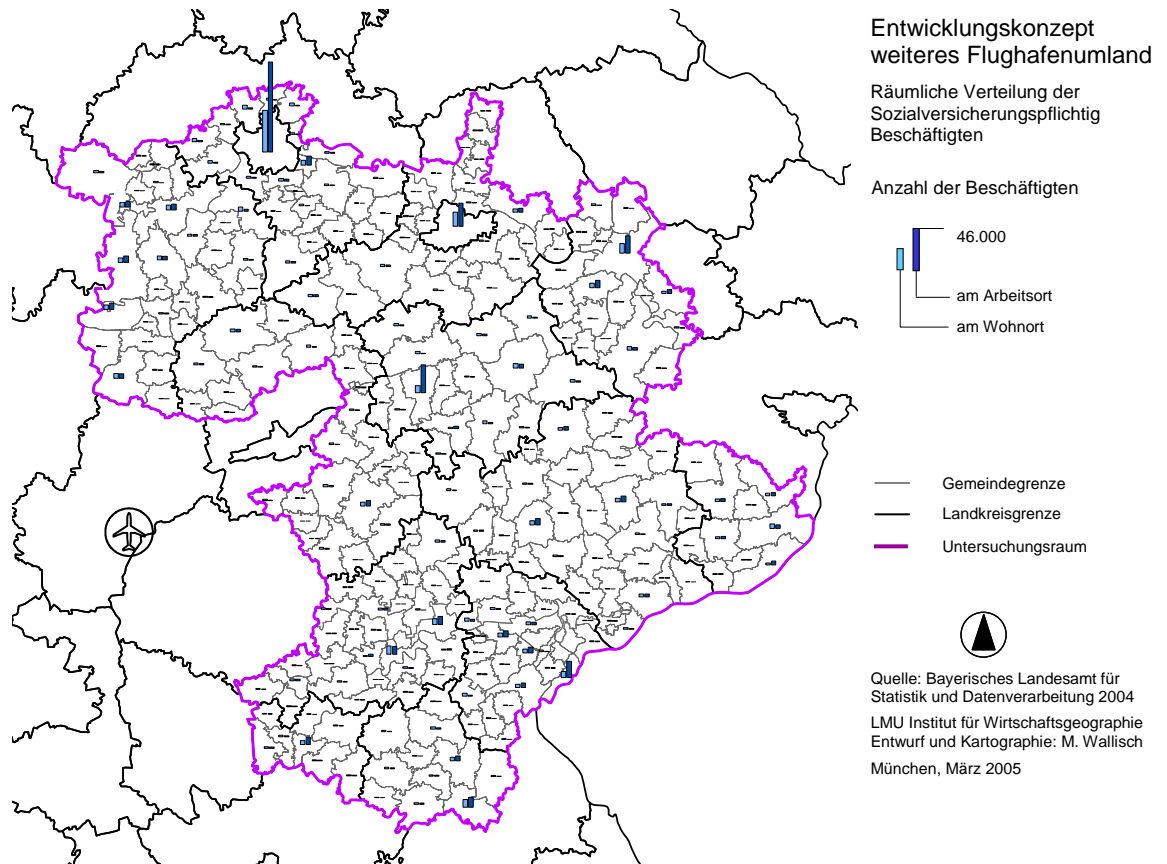 Entwicklungskonzept
weiteres Flughafenumland
Räumliche Verteilung der
Sozialversicherungspflichtig
Beschäftigten
Anzahl der Beschäftigten
46.000
am Arbeitsort
am Wohnort
Gemeindegrenze
Landkreisgrenze
Untersuchungsraum
Quelle: Bayerisches Landesamt für
Statistik und Datenverarbeitung 2004
LMU Institut für Wirtschaftsgeographie
Entwurf und Kartographie: M. Wallisch
München, März 2005